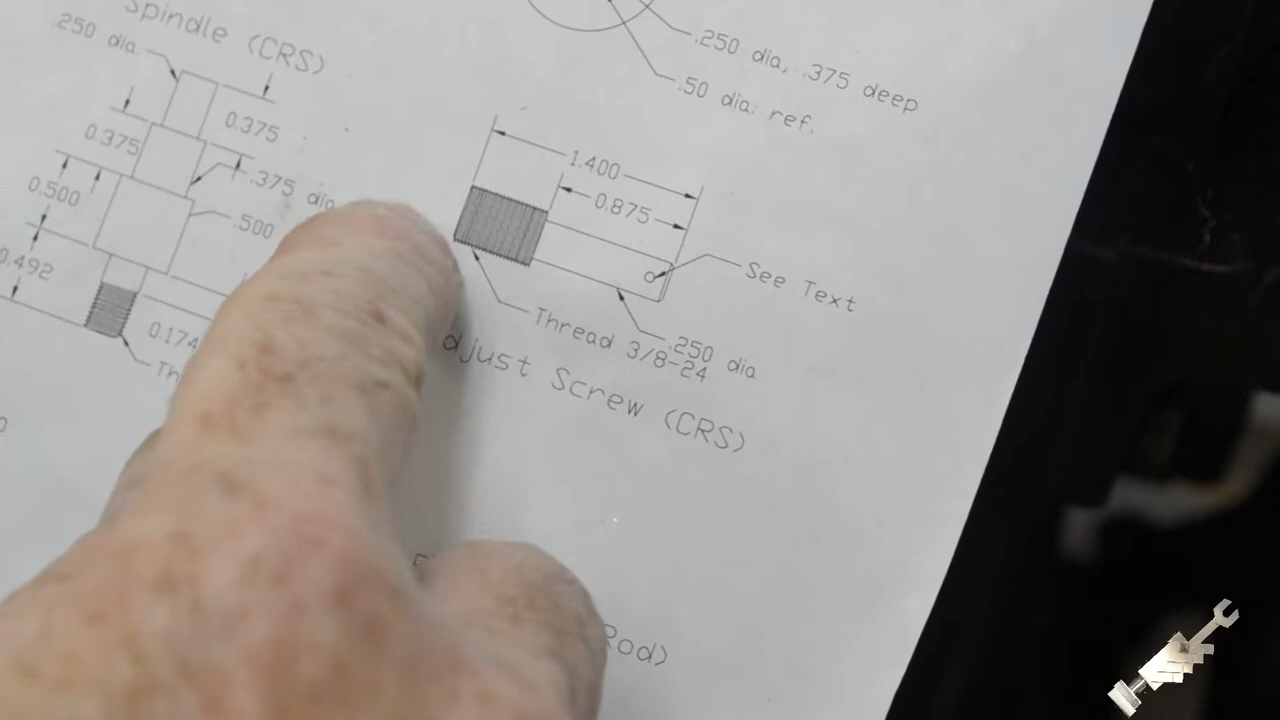 Spindle (CRS)
.250 dia
0.375
0.375
.375 dia
0.500
.500
0.492
0.174
Th
.250 dia, .375 deep
.50 dia. ref.
1.400
0.875
See Text
Thread 3/8-24
.250 dia
djust Screw (CRS)
Rod)